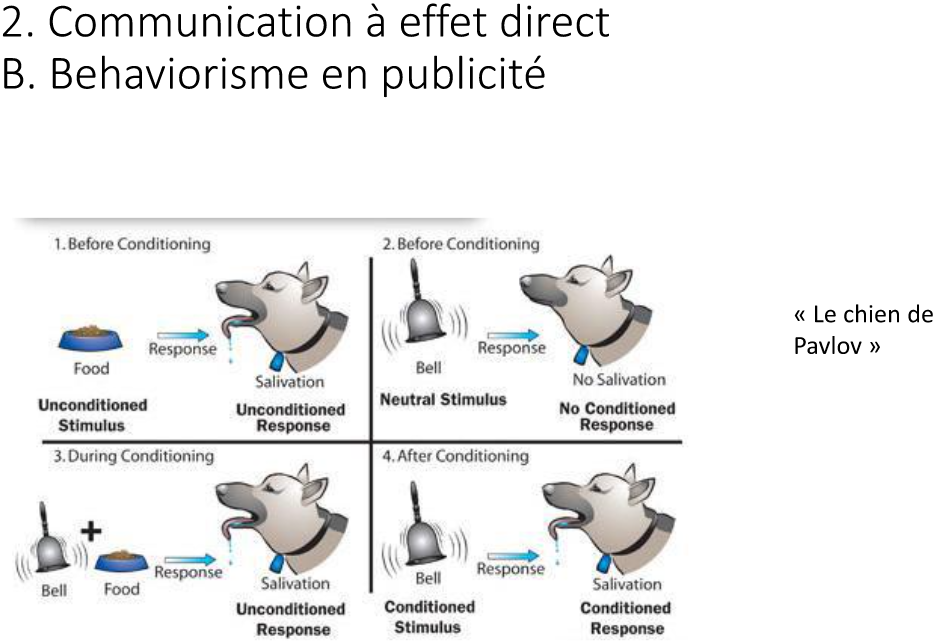 2. Communication à effet direct
B. Behaviorisme en publicité
1. Before Conditioning
Food
Response
Salivation
Unconditioned
Stimulus
Unconditioned
Response
2. Before Conditioning
Bell
Response
No Salivation
Neutral Stimulus
No Conditioned
Response
« Le chien de
Pavlov »
3. During Conditioning
+
Bell
Food
Response
Salivation
Unconditioned
Response
4. After Conditioning
Bell
Response
Salivation
Conditioned
Stimulus
Conditioned
Response